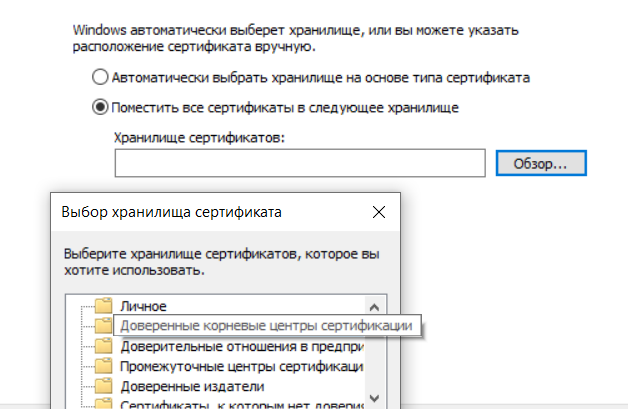 Windows автоматически выберет хранилище, или вы можете указать
расположение сертификата вручную.
Автоматически выбрать хранилище на основе типа сертификата
Поместить все сертификаты в следующее хранилище
Хранилище сертификатов:
Обзор...
Выбор хранилища сертификата
Выберите хранилище сертификатов, которое вы
хотите использовать.
Личное
Доверенные корневые центры сертификации
Доверительные отношения в предпри
Промежуточные центры сертификаци
Доверенные издатели
Сертификаты, к которым нет довери